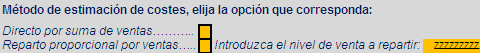 Método de estimación de costes, elija la opción que corresponda:
Directo por suma de ventas...........
Reparto proporcional por ventas..... Introduzca el nivel de venta a repartir: zzzzzzzzz